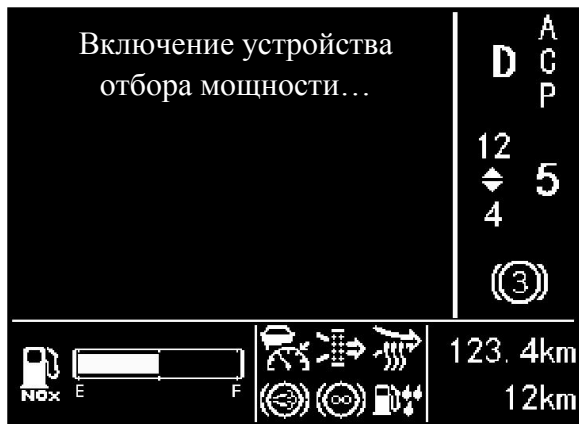 Включение устройства
отбора мощности…
D
A
C
P
12
5
4
3
NOx
E
F
123. 4km
12km